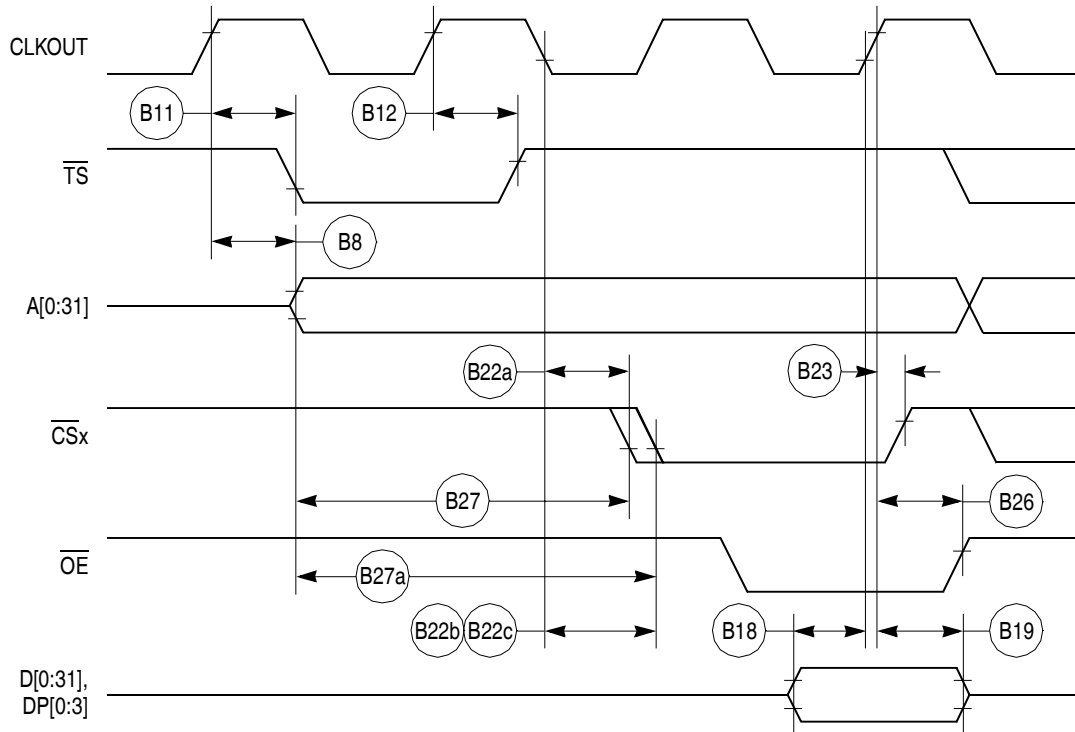 CLKOUT
B11
B12
TS
B8
A[0:31]
B22a
B23
CSx
B27
B26
OE
B27a
B22b
B22c
B18
B19
D[0:31],
DP[0:3]